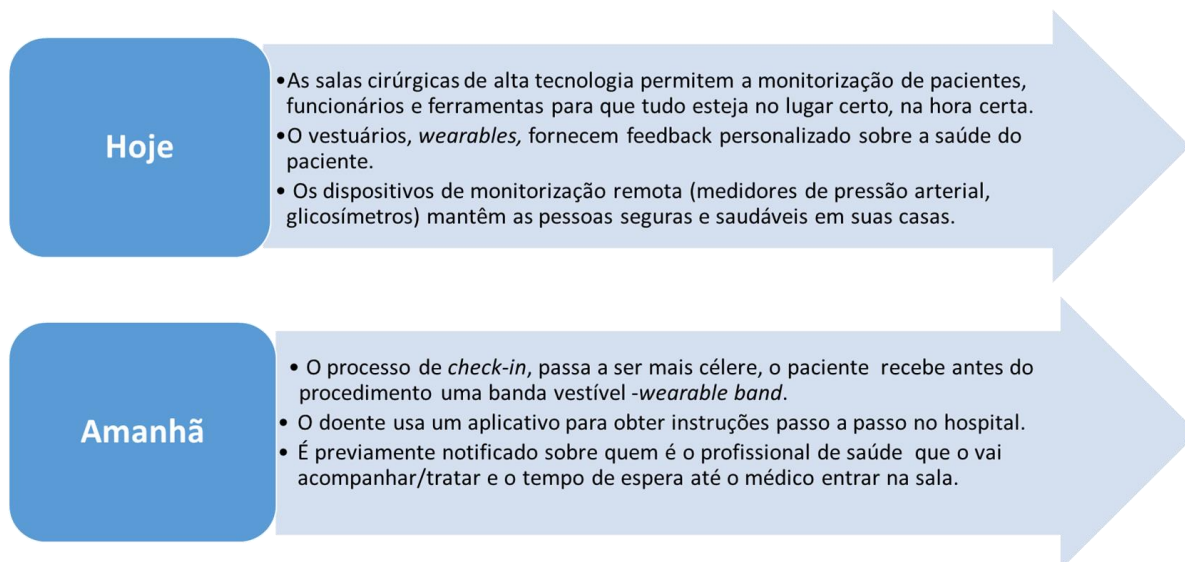 Hoje
•As salas cirúrgicas de alta tecnologia permitem a monitorização de pacientes,
funcionários e ferramentas para que tudo esteja no lugar certo, na hora certa.
•O vestuários, wearables, fornecem feedback personalizado sobre a saúde do
paciente.
• Os dispositivos de monitorização remota (medidores de pressão arterial,
glicosímetros) mantêm as pessoas seguras e saudáveis em suas casas.
Amanhã
• O processo de check-in, passa a ser mais célere, o paciente recebe antes do
procedimento uma banda vestível -wearable band.
• O doente usa um aplicativo para obter instruções passo a passo no hospital.
• É previamente notificado sobre quem é o profissional de saúde que o vai
acompanhar/tratar e o tempo de espera até o médico entrar na sala.